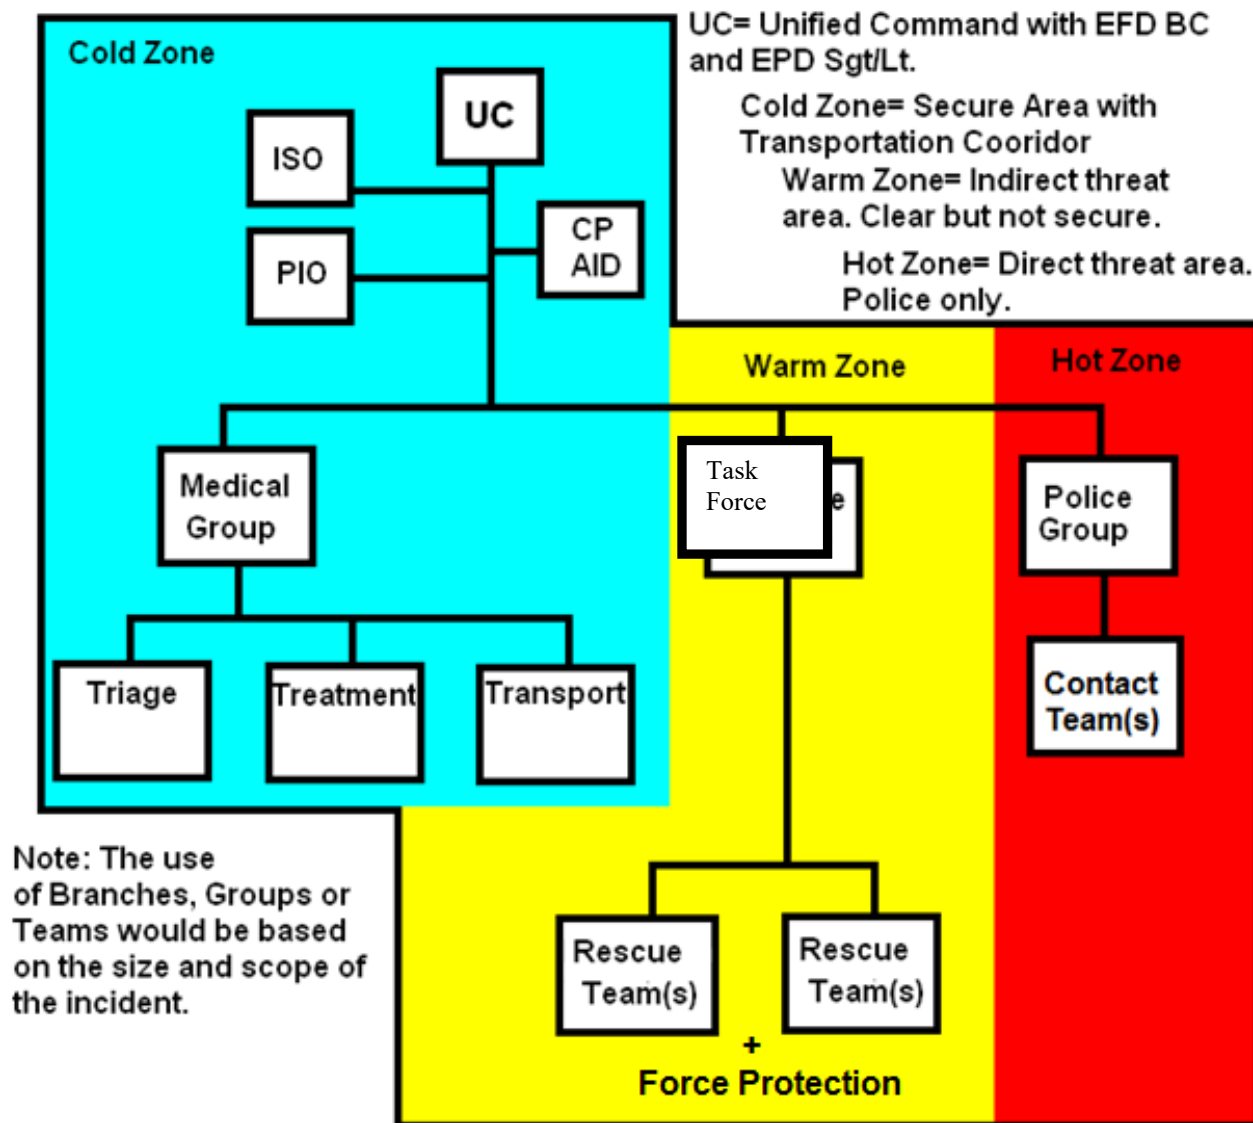 Cold Zone
UC= Unified Command with EFD BC
and EPD Sgt/Lt.
Cold Zone= Secure Area with
Transportation Cooridor
Warm Zone= Indirect threat
area. Clear but not secure.
Hot Zone= Direct threat area.
Police only.
UC
ISO
CP
AID
PIO
Warm Zone
Hot Zone
Medical
Group
Task
Force
e
Police
Group
Triage
Treatment
Transport
Contact
Team(s)
Note: The use
of Branches, Groups or
Teams would be based
on the size and scope of
the incident.
Rescue
Team(s)
Rescue
Team(s)
+
Force Protection